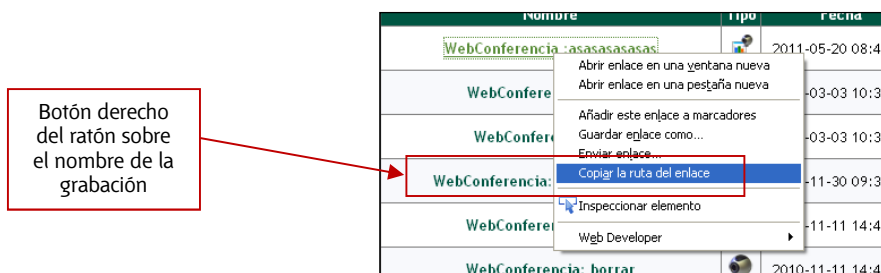 Nombre Tipo Fecha
WebConferencia :asasasasasas 2011-05-20 08:4
Abrir enlace en una ventana nueva
Abrir enlace en una pestaña nueva
WebConfere -03-03 10:3
Añadir este enlace a marcadores
Guardar enlace como...
Enviar enlace...
WebConfere -03-03 10:3
Botón derecho
del ratón sobre
el nombre de la
grabación
Copiar la ruta del enlace
WebConferencia: -11-30 09:3
Inspeccionar elemento
WebConferen -11-11 14:4
Web Developer
WebConferencia: borrar 2010-11-11 14:4